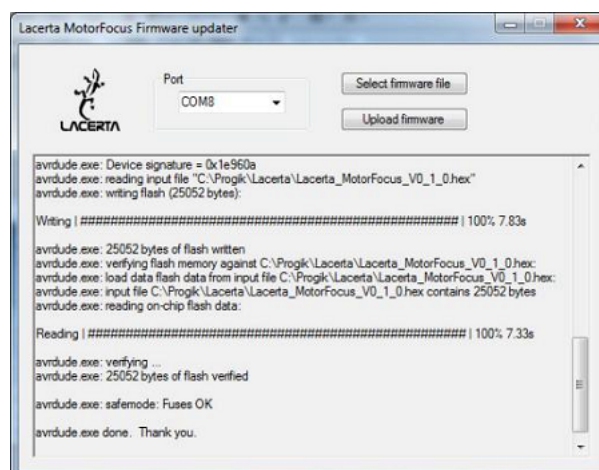 Lacerta MotorFocus Firmware updater
LACERTA
Port
COM8
Select firmware file
Upload firmware
avrdude.exe: Device signature = 0x1e960a
avrdude.exe: reading input file "C:\Progik\Lacerta\Lacerta_MotorFocus_V0_1_0.hex"
avrdude.exe: writing flash (25052 bytes):
Writing | ################################################## | 100% 7.83s
avrdude.exe: 25052 bytes of flash written
avrdude.exe: verifying flash memory against C:\Progik\Lacerta\Lacerta_MotorFocus_V0_1_0.hex:
avrdude.exe: load data flash data from input file C:\Progik\Lacerta\Lacerta_MotorFocus_V0_1_0.hex:
avrdude.exe: input file C:\Progik\Lacerta\Lacerta_MotorFocus_V0_1_0.hex contains 25052 bytes
avrdude.exe: reading on-chip flash data:
Reading | ################################################## | 100% 7.33s
avrdude.exe: verifying ...
avrdude.exe: 25052 bytes of flash verified
avrdude.exe: safemode: Fuses OK
avrdude.exe done.  Thank you.